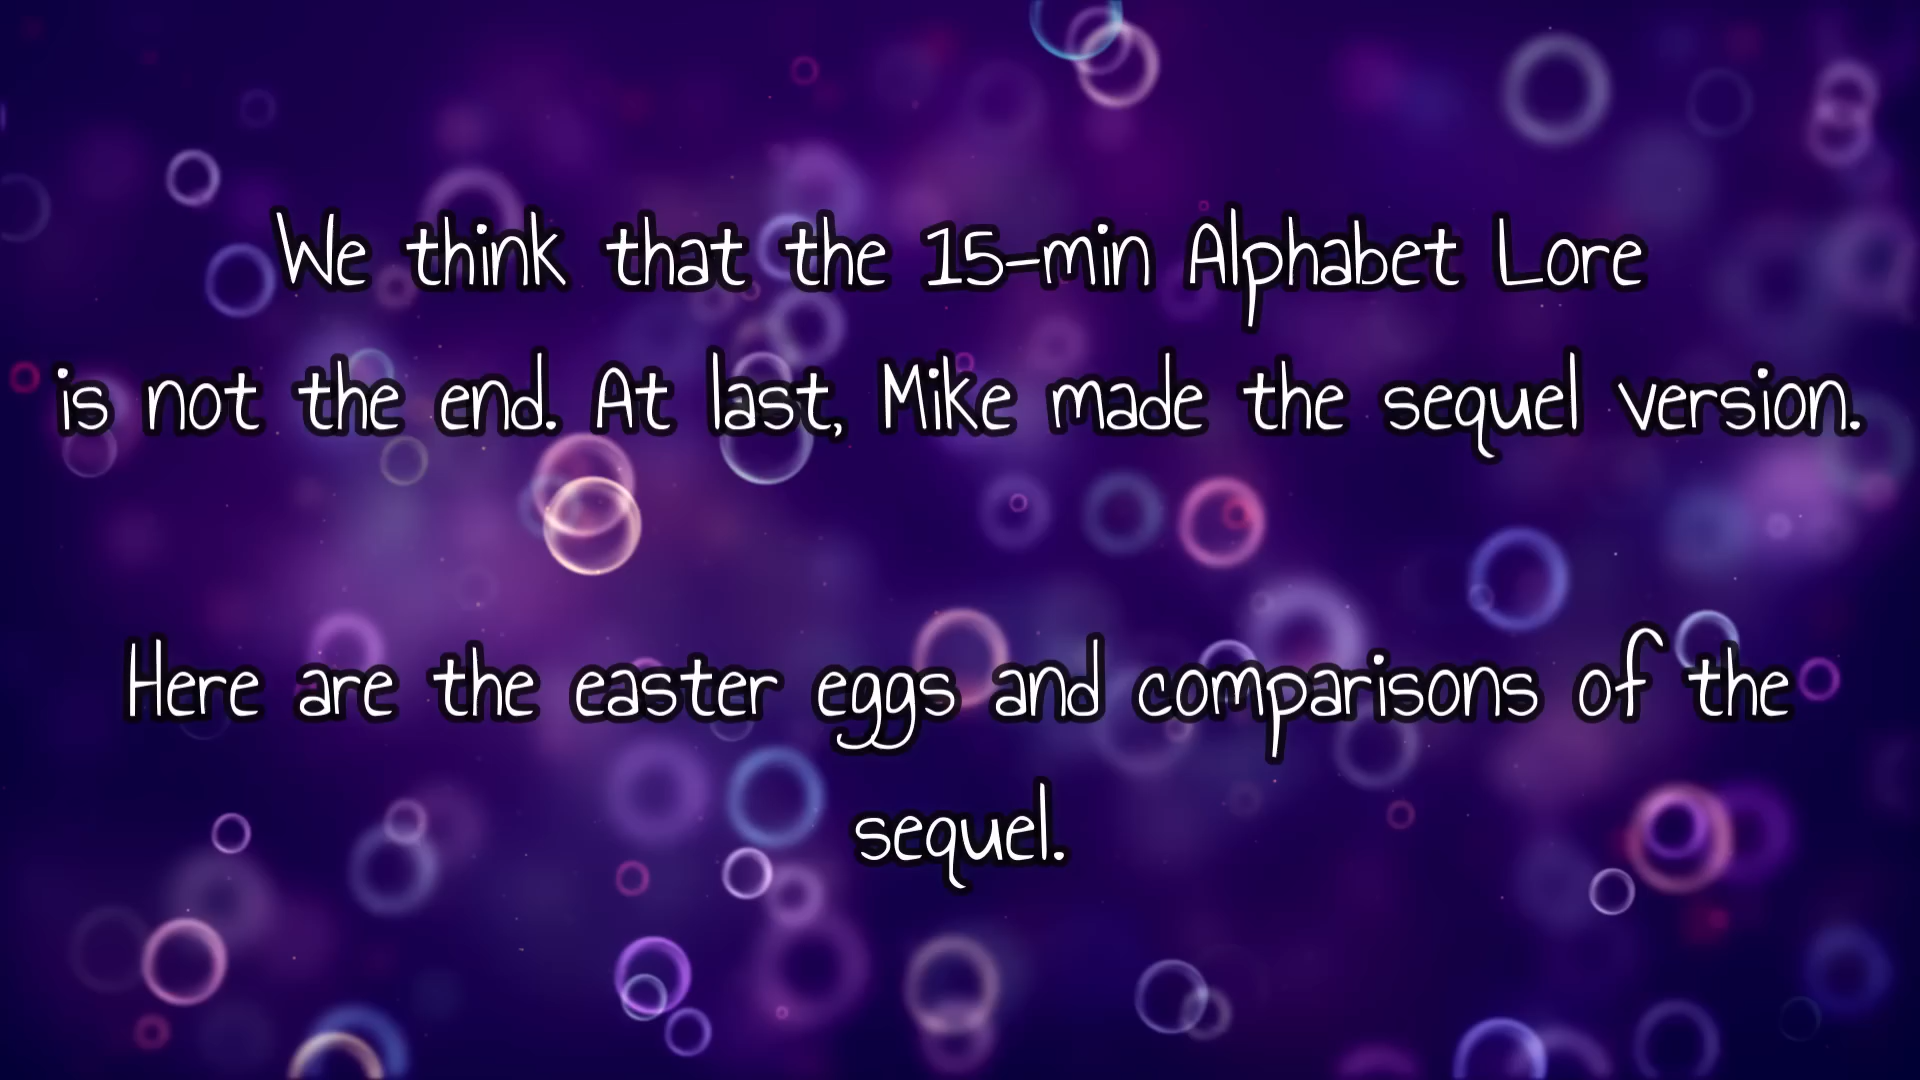 We think that the 15-min Alphabet Lore
is not the end. At last, Mike made the sequel version.
Here are the easter eggs and comparisons of the
sequel.